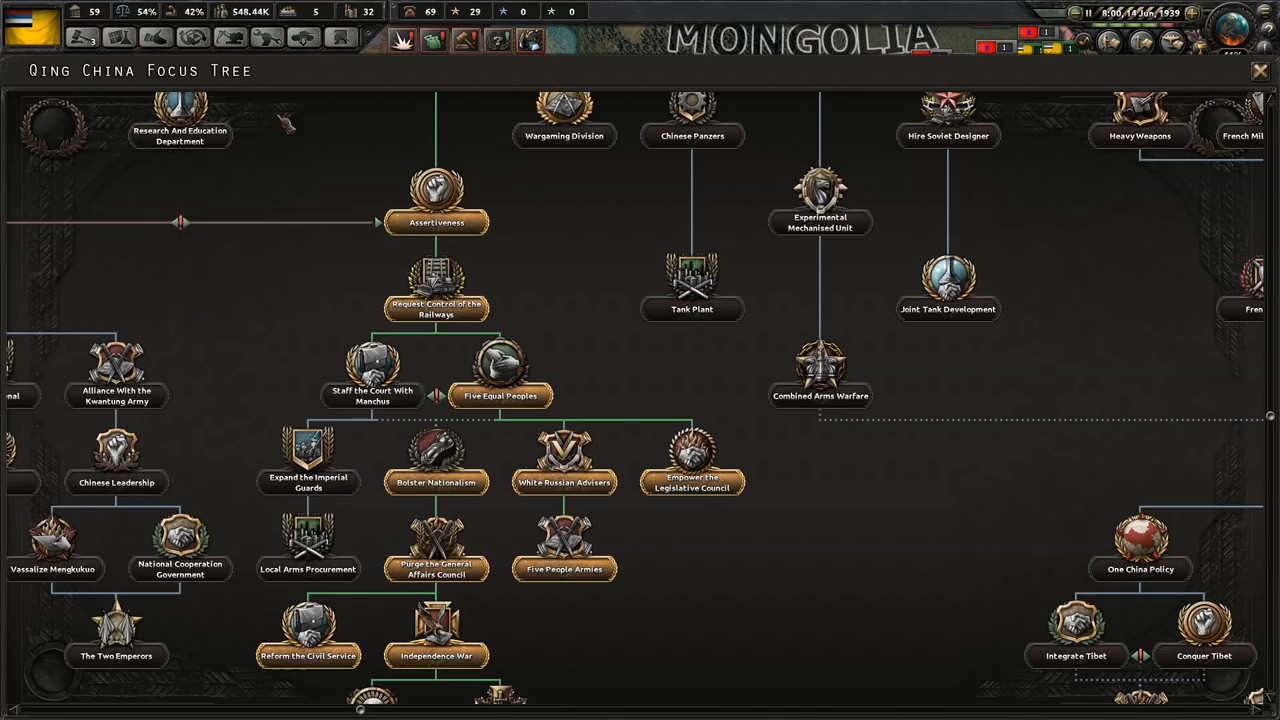 59
54%
42%
548.44K
5
32
69
29
0
0
8:00, 14 Jun, 1939
3
MONGOLIA
1
1
1
Qing China Focus Tree
Research And Education
Department
Wargaming Division
Chinese Panzers
Hire Soviet Designer
Heavy Weapons
French Mil
Assertiveness
Experimental
Mechanised Unit
Request Control of the
Railways
Tank Plant
Joint Tank Development
Fren
Alliance With the
Kwantung Army
Staff the Court With
Manchus
Five Equal Peoples
Combined Arms Warfare
Chinese Leadership
Expand the Imperial
Guards
Bolster Nationalism
White Russian Advisers
Empower the
Legislative Council
Vassalize Mengkukuo
National Cooperation
Government
Local Arms Procurement
Purge the General
Affairs Council
Five People Armies
One China Policy
The Two Emperors
Reform the Civil Service
Independence War
Integrate Tibet
Conquer Tibet